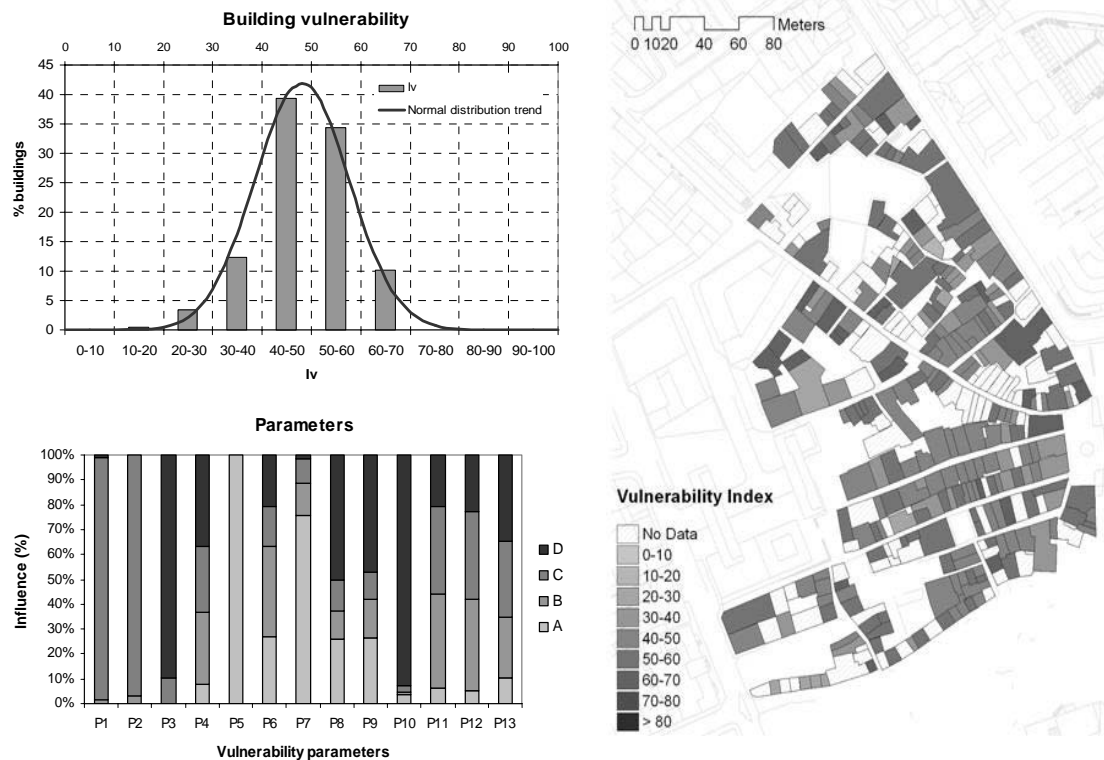 Building vulnerability
0 10 20 30 40 50 60 70 80 90 100
45
40
35
30
25
20
15
10
5
0
% buildings
Iv
Normal distribution trend
0-10 10-20 20-30 30-40 40-50 50-60 60-70 70-80 80-90 90-100
Iv
Parameters
100%
90%
80%
70%
60%
50%
40%
30%
20%
10%
0%
Influence (%)
D
C
B
A
P1 P2 P3 P4 P5 P6 P7 P8 P9 P10 P11 P12 P13
Vulnerability parameters
Meters
0 1020 40 60 80
Vulnerability Index
No Data
0-10
10-20
20-30
30-40
40-50
50-60
60-70
70-80
> 80